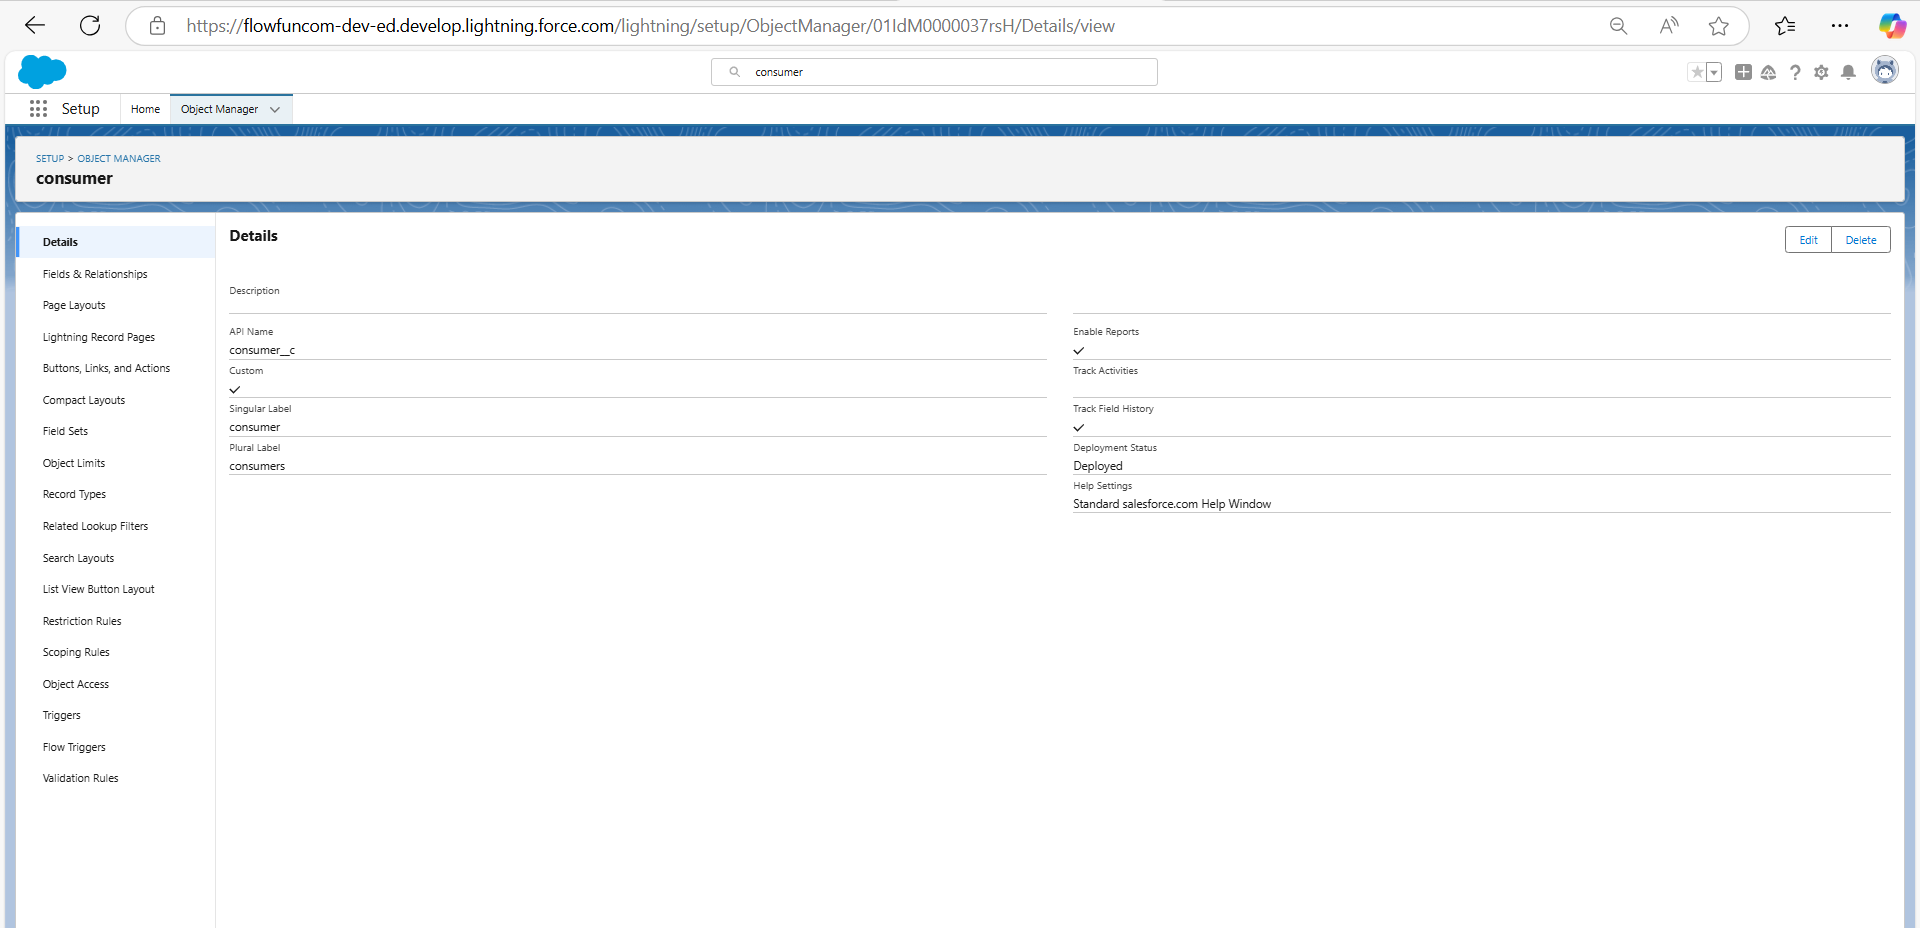 https://flowfuncom-dev-ed.develop.lightning.force.com/lightning/setup/ObjectManager/01IdM0000037rsH/Details/view
consumer
Setup
Home
Object Manager
SETUP > OBJECT MANAGER
consumer
Details
Fields & Relationships
Page Layouts
Lightning Record Pages
Buttons, Links, and Actions
Compact Layouts
Field Sets
Object Limits
Record Types
Related Lookup Filters
Search Layouts
List View Button Layout
Restriction Rules
Scoping Rules
Object Access
Triggers
Flow Triggers
Validation Rules
Details
Edit
Delete
Description
API Name
consumer__c
Custom
Singular Label
consumer
Plural Label
consumers
Enable Reports
Track Activities
Track Field History
Deployment Status
Deployed
Help Settings
Standard salesforce.com Help Window